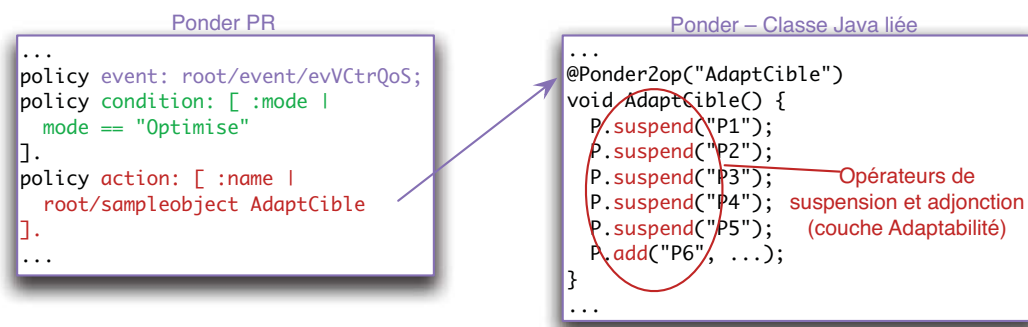 Ponder PR
...
policy event: root/event/evVCtrQoS;
policy condition: [ :mode |
mode == "Optimise"
].
policy action: [ :name |
root/sampleobject AdaptCible
].
...
Ponder – Classe Java liée
...
@Ponder2op("AdaptCible")
void AdaptCible() {
P.suspend("P1");
P.suspend("P2");
P.suspend("P3");
P.suspend("P4");
P.suspend("P5");
P.add("P6", ...);
}
...
Opérateurs de
suspension et adjonction
(couche Adaptabilité)